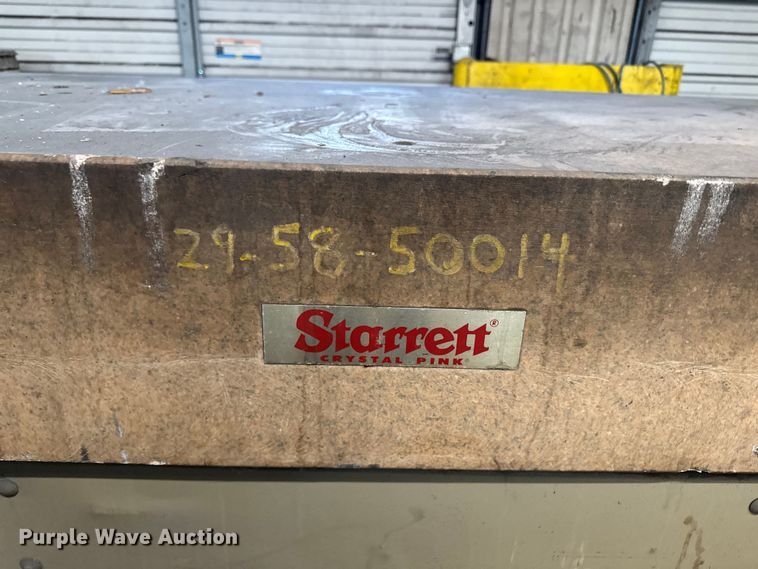 29-58-50014
Starrett®
CRYSTAL PINK®
Purple Wave Auction